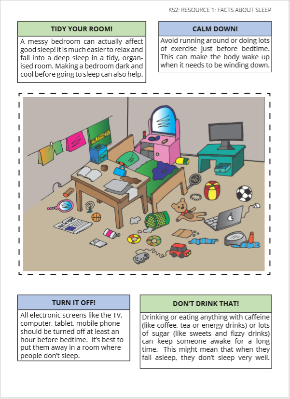 KS2: RESOURCE 1: FACTS ABOUT SLEEP
TIDY YOUR ROOM!
A messy bedroom can actually affect
good sleep! It is much easier to relax and
fall into a deep sleep in a tidy, organ-
ised room. Making a bedroom dark and
cool before going to sleep can also help.
CALM DOWN!
Avoid running around or doing lots
of exercise just before bedtime.
This can make the body wake up
when it needs to be winding down.
TURN IT OFF!
All electronic screens like the TV,
computer, tablet, mobile phone
should be turned off at least an
hour before bedtime. It's best to
put them away in a room where
people don't sleep.
DON'T DRINK THAT!
Drinking or eating anything with caffeine
(like coffee, tea or energy drinks) or lots
of sugar (like sweets and fizzy drinks)
can keep someone awake for a long
time. This might mean that when they
fall asleep, they don't sleep very well.